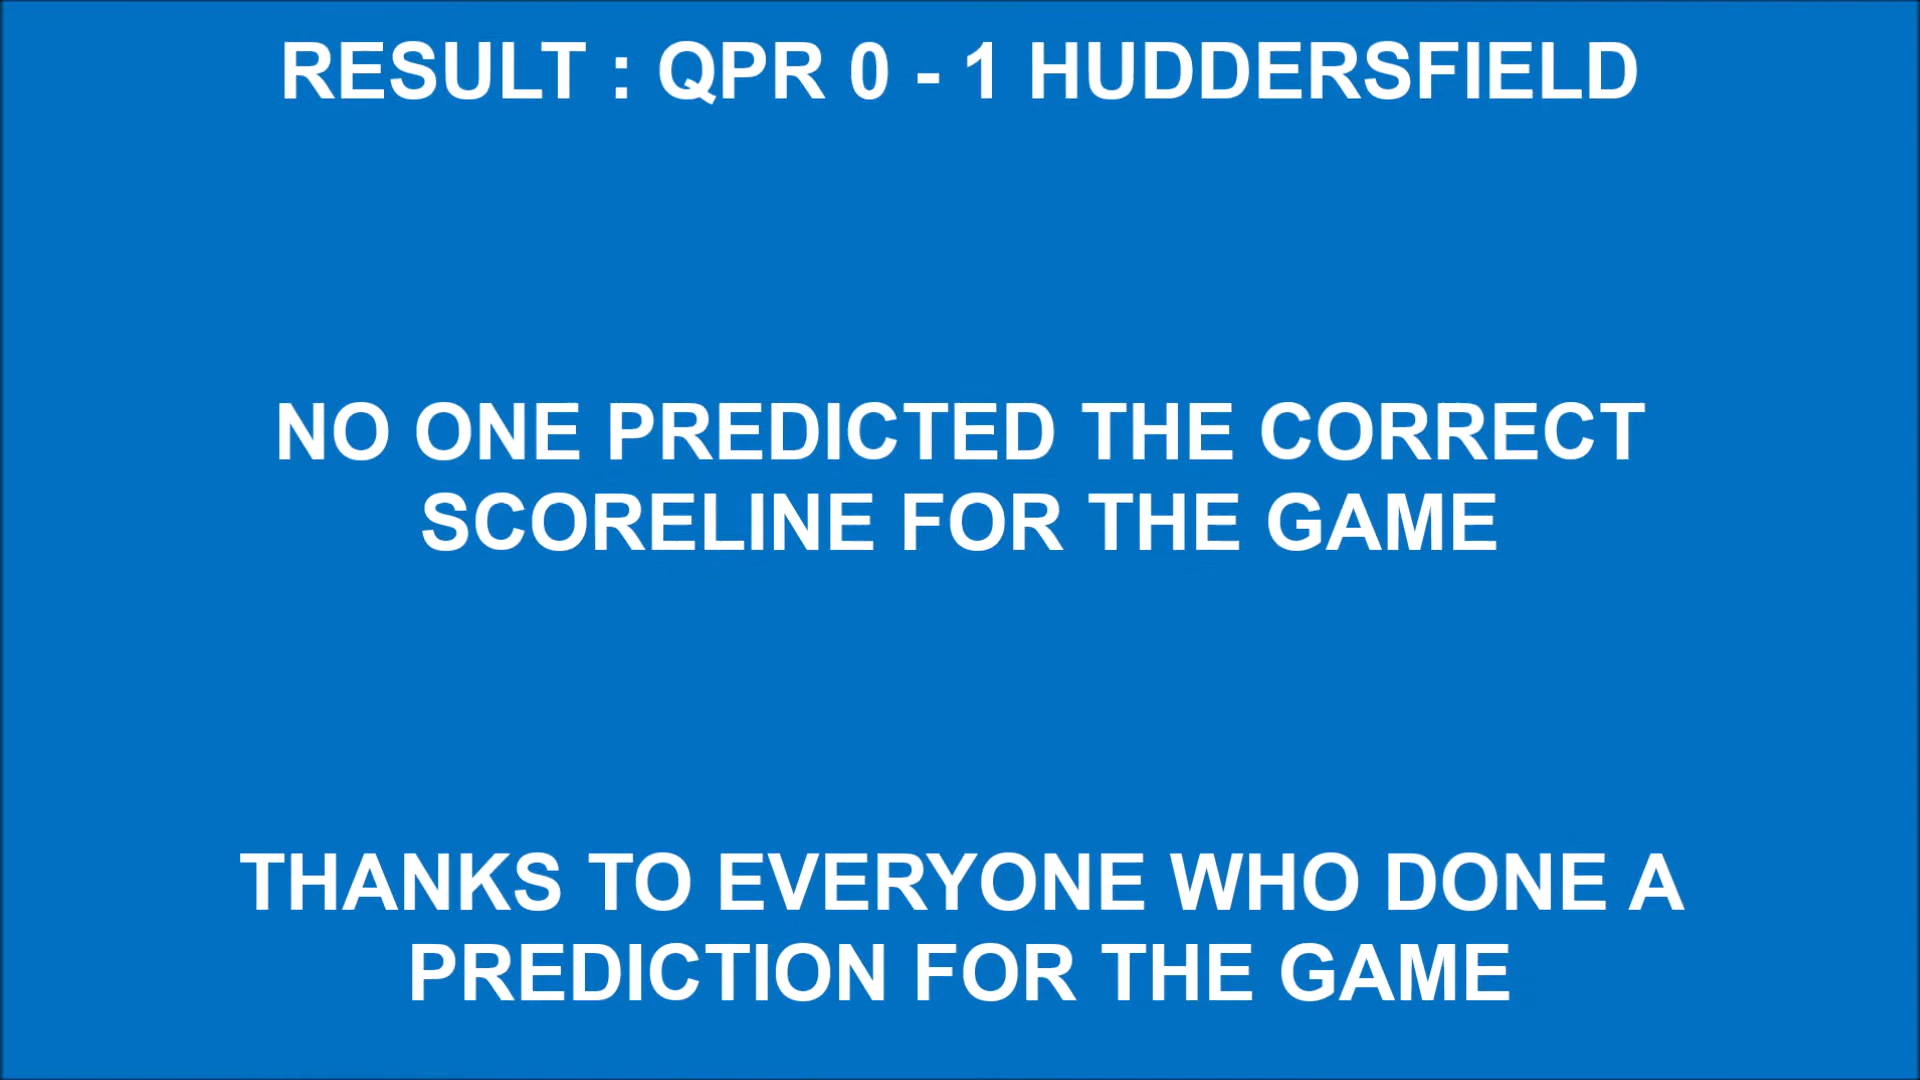 RESULT : QPR 0 - 1 HUDDERSFIELD
NO ONE PREDICTED THE CORRECT
SCORELINE FOR THE GAME
THANKS TO EVERYONE WHO DONE A
PREDICTION FOR THE GAME